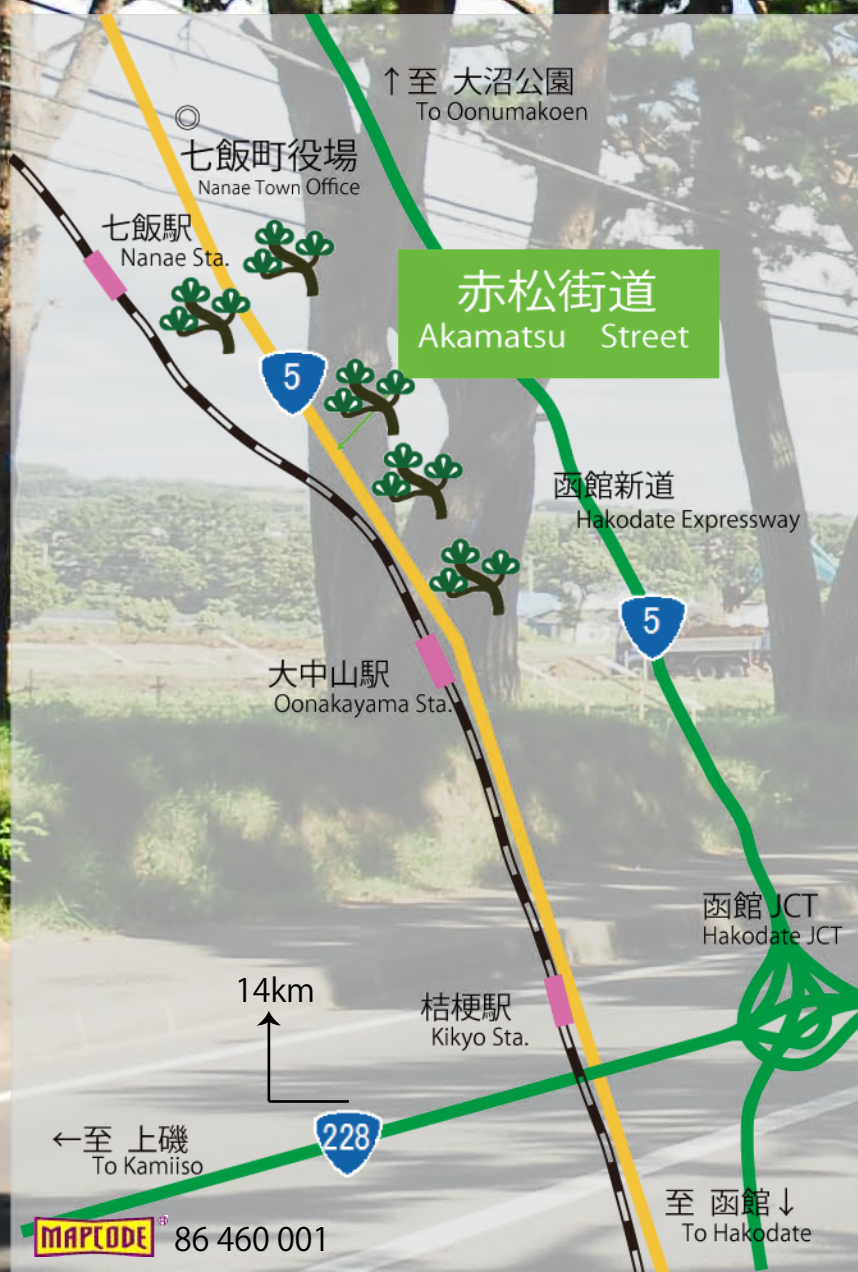 ↑至 大沼公園
To Oonumakoen
◎
七飯町役場
Nanae Town Office
七飯駅
Nanae Sta.
赤松街道
Akamatsu Street
5
函館新道
Hakodate Expressway
5
大中山駅
Oonakayama Sta.
函館 JCT
Hakodate JCT
14km
桔梗駅
Kikyo Sta.
228
←至 上磯
To Kamiiso
至 函館↓
To Hakodate
MAPCODE® 86 460 001